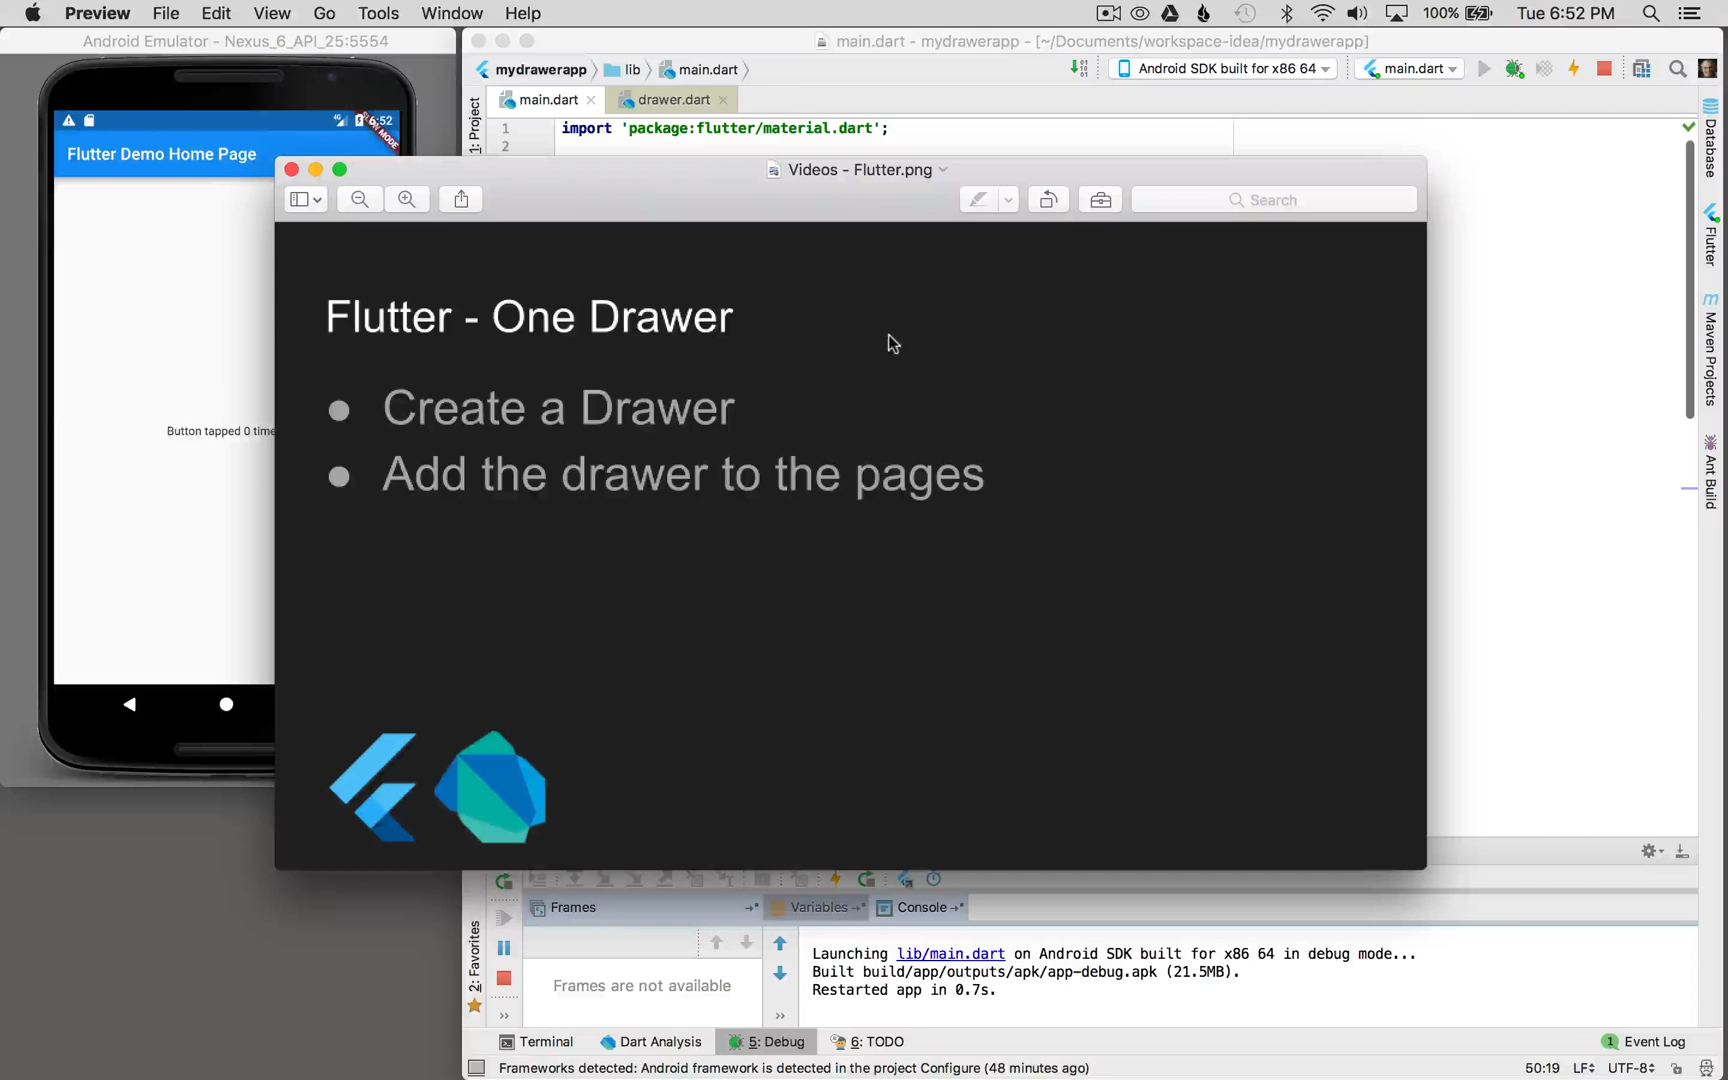 Preview File Edit View Go Tools Window Help 100% Tue 6:52 PM
Android Emulator - Nexus_6_API_25:5554
main.dart - mydrawerapp - [~/Documents/workspace-idea/mydrawerapp]
mydrawerapp lib main.dart Android SDK built for x86 64 main.dart
main.dart drawer.dart
1 import 'package:flutter/material.dart';
2
4G 6:52
SLOW MODE
Flutter Demo Home Page
Button tapped 0 time
Videos - Flutter.png
Search
Flutter - One Drawer
● Create a Drawer
● Add the drawer to the pages
1: Project
Database
Flutter
m
Maven Projects
Ant Build
2: Favorites
Frames Variables Console
Frames are not available
Launching lib/main.dart on Android SDK built for x86 64 in debug mode...
Built build/app/outputs/apk/app-debug.apk (21.5MB).
Restarted app in 0.7s.
Terminal Dart Analysis 5: Debug 6: TODO 1 Event Log
Frameworks detected: Android framework is detected in the project Configure (48 minutes ago) 50:19 LF UTF-8